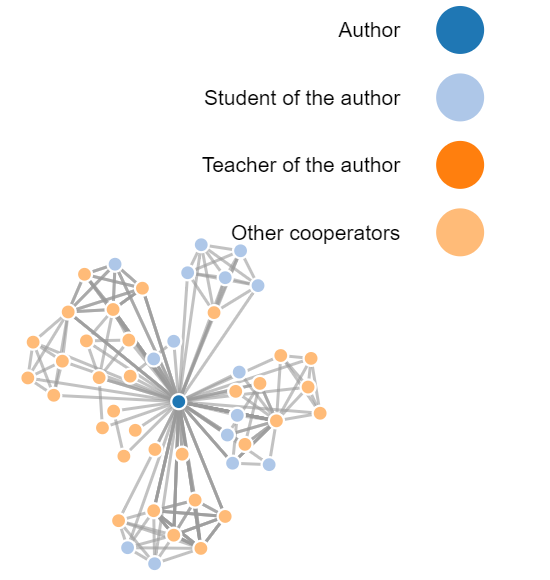 Author
Student of the author
Teacher of the author
Other cooperators